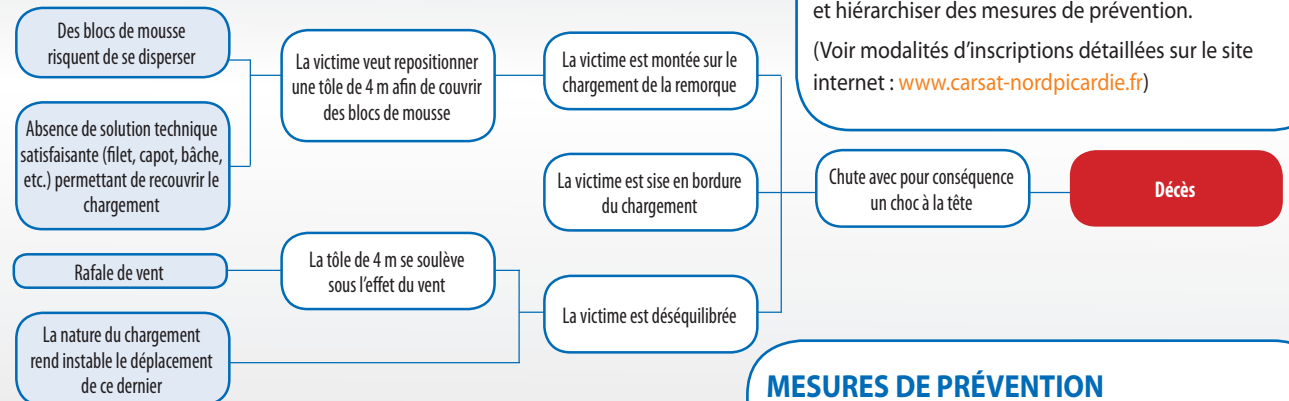 Des blocs de mousse
risquent de se disperser
Absence de solution technique
satisfaisante (filet, capot, bâche,
etc.) permettant de recouvrir le
chargement
Rafale de vent
La nature du chargement
rend instable le déplacement
de ce dernier
La victime veut repositionner
une tôle de 4 m afin de couvrir
des blocs de mousse
La tôle de 4 m se soulève
sous l’effet du vent
La victime est montée sur le
chargement de la remorque
La victime est sise en bordure
du chargement
La victime est déséquilibrée
Chute avec pour conséquence
un choc à la tête
Décès
et hiérarchiser des mesures de prévention.
(Voir modalités d’inscriptions détaillées sur le site
internet : www.carsat-nordpicardie.fr)
MESURES DE PRÉVENTION